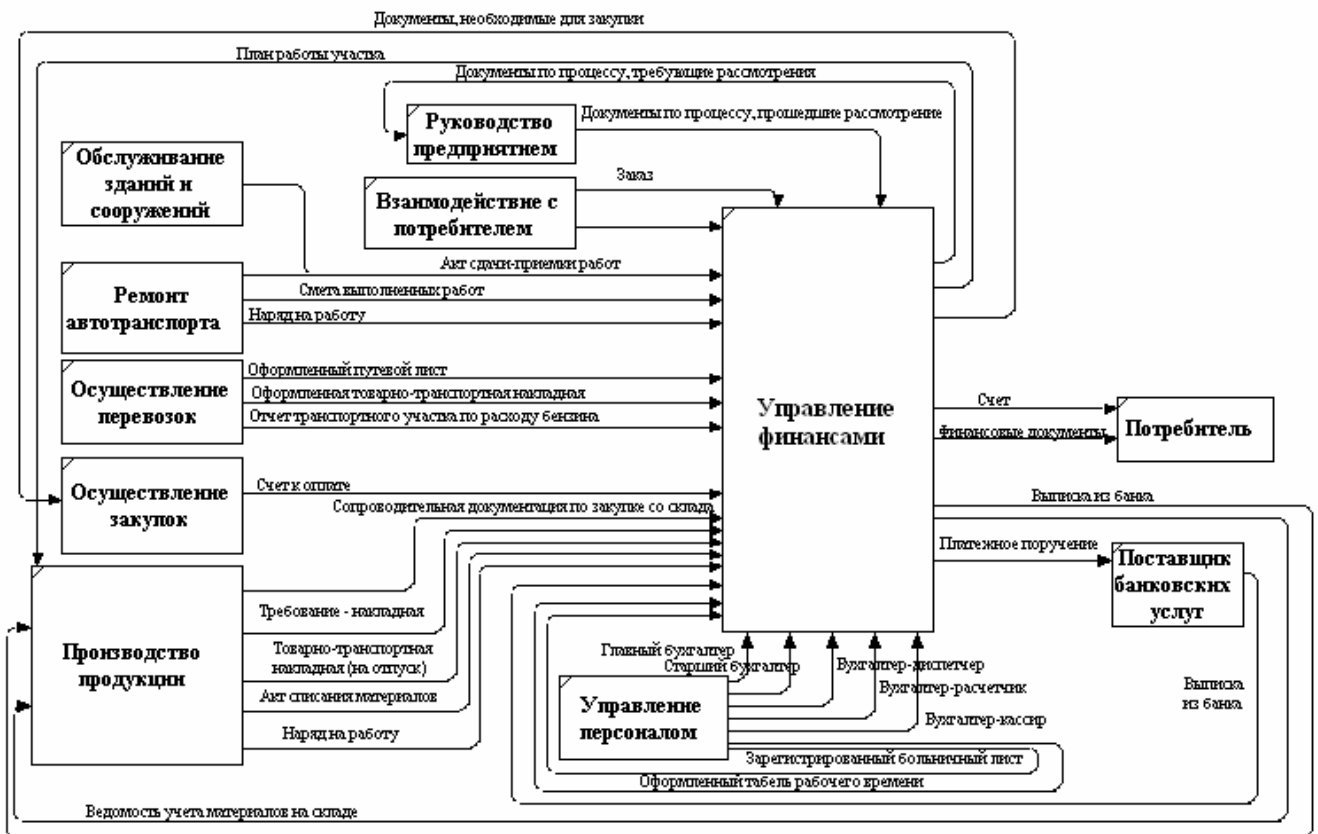 Документы, необходимые для закупки
План работы участка
Документы по процессу, требующие рассмотрения
Руководство
предприятием
Документы по процессу, прошедшие рассмотрение
Обслуживание
зданий и
сооружений
Взаимодействие с
потребителем
Заказ
Акт сдачи-приемки работ
Ремонт
автотранспорта
Смета выполненных работ
Наряд на работу
Осуществление
перевозок
Оформленный путевой лист
Оформленная товарно-транспортная накладная
Отчет транспортного участка по расходу бензина
Управление
финансами
Счет
Финансовые документы
Потребитель
Осуществление
закупок
Счет к оплате
Сопроводительная документация по закупке со склада
Выписка из банка
Платежное поручение
Поставщик
банковских
услуг
Производство
продукции
Требование - накладная
Товарно-транспортная
накладная (на отпуск)
Акт списания материалов
Наряд на работу
Главный бухгалтер
Старший бухгалтер
Бухгалтер-диспетчер
Бухгалтер-расчетчик
Бухгалтер-кассир
Управление
персоналом
Выписка
из банка
Зарегистрированный больничный лист
Оформленный табель рабочего времени
Ведомость учета материалов на складе